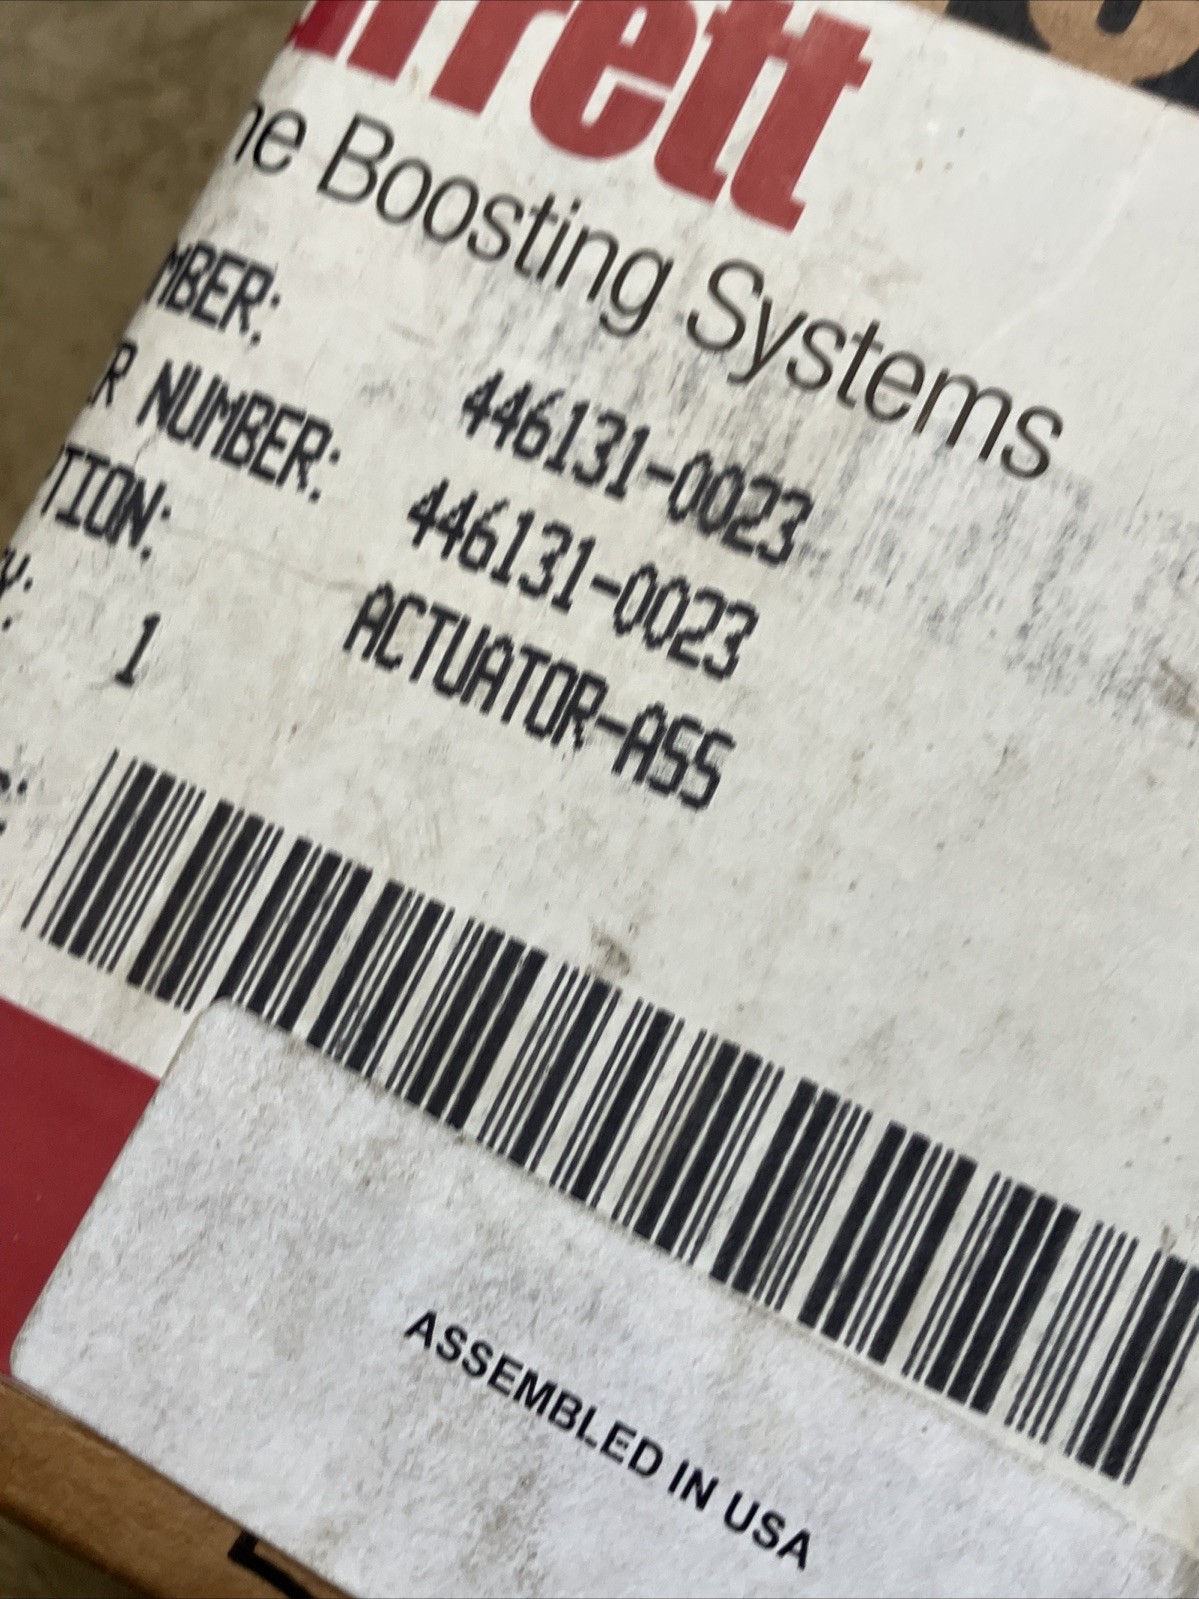 rrett
ne Boosting Systems
MBER: 446131-0023
R NUMBER: 446131-0023
TION: ACTUATOR-ASS
Y: 1
ASSEMBLED IN USA